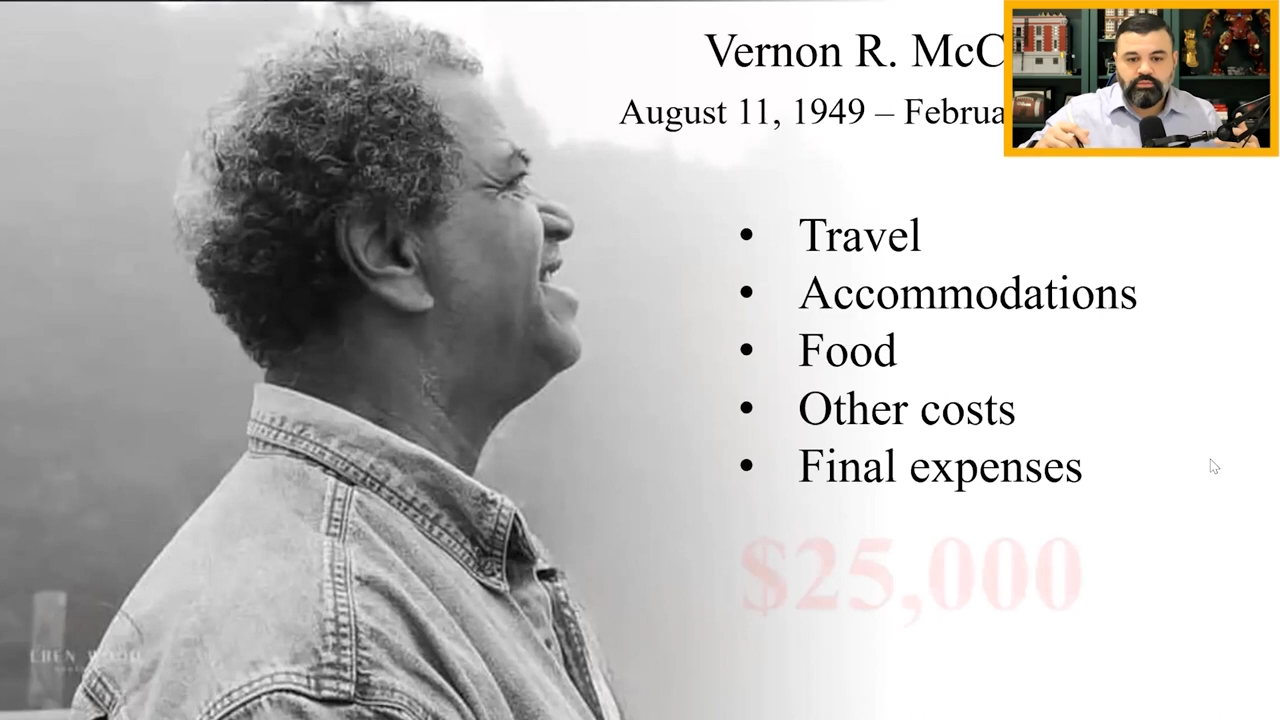 Vernon R. McC
August 11, 1949 – Februa
• Travel
• Accommodations
• Food
• Other costs
• Final expenses
$25,000